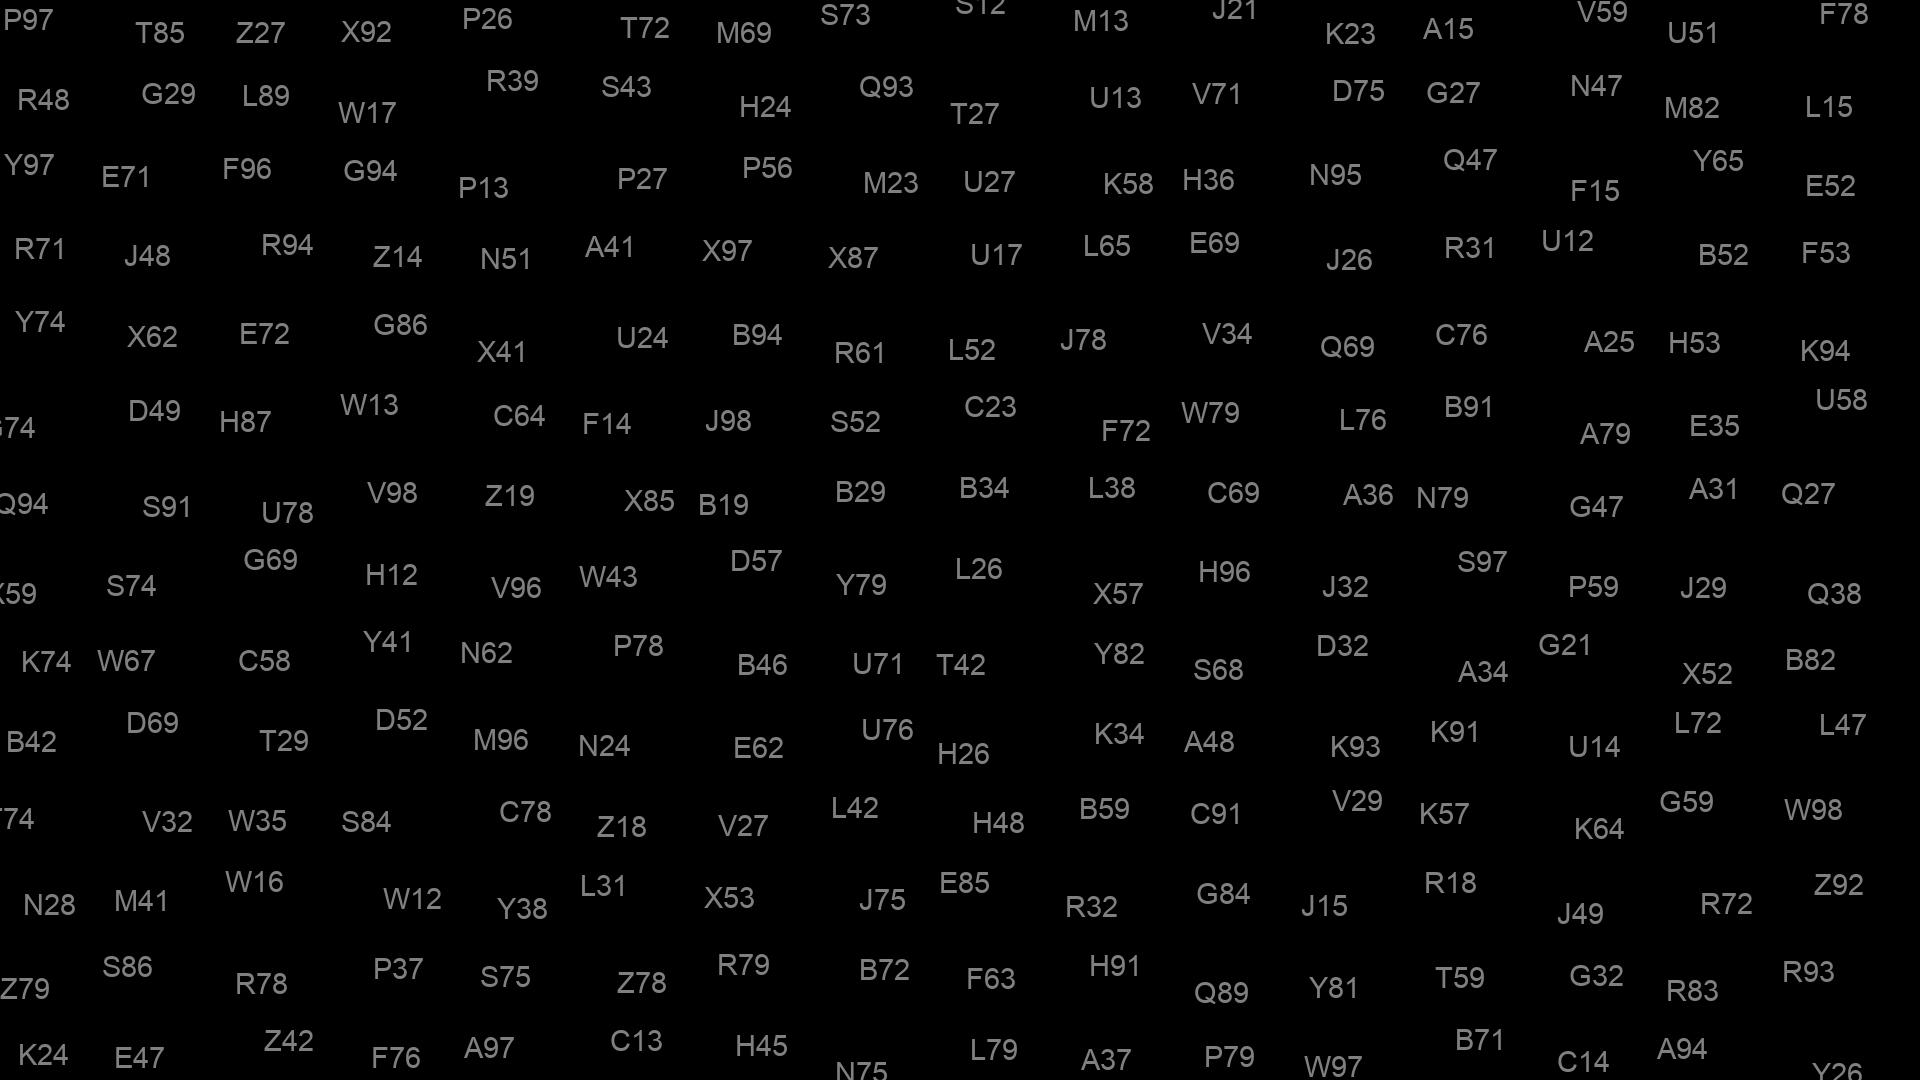 P97 T85 Z27 X92 P26 T72 M69 S73 S12 M13 J21 K23 A15 V59 U51 F78
R48 G29 L89 W17 R39 S43 H24 Q93 T27 U13 V71 D75 G27 N47 M82 L15
Y97 E71 F96 G94 P13 P27 P56 M23 U27 K58 H36 N95 Q47 F15 Y65 E52
R71 J48 R94 Z14 N51 A41 X97 X87 U17 L65 E69 J26 R31 U12 B52 F53
Y74 X62 E72 G86 X41 U24 B94 R61 L52 J78 V34 Q69 C76 A25 H53 K94
74 D49 H87 W13 C64 F14 J98 S52 C23 F72 W79 L76 B91 A79 E35 U58
Q94 S91 U78 V98 Z19 X85 B19 B29 B34 L38 C69 A36 N79 G47 A31 Q27
59 S74 G69 H12 V96 W43 D57 Y79 L26 X57 H96 J32 S97 P59 J29 Q38
K74 W67 C58 Y41 N62 P78 B46 U71 T42 Y82 S68 D32 A34 G21 X52 B82
B42 D69 T29 D52 M96 N24 E62 U76 H26 K34 A48 K93 K91 U14 L72 L47
74 V32 W35 S84 C78 Z18 V27 L42 H48 B59 C91 V29 K57 K64 G59 W98
N28 M41 W16 W12 Y38 L31 X53 J75 E85 R32 G84 J15 R18 J49 R72 Z92
Z79 S86 R78 P37 S75 Z78 R79 B72 F63 H91 Q89 Y81 T59 G32 R83 R93
K24 E47 Z42 F76 A97 C13 H45 N75 L79 A37 P79 W97 B71 C14 A94 Y26